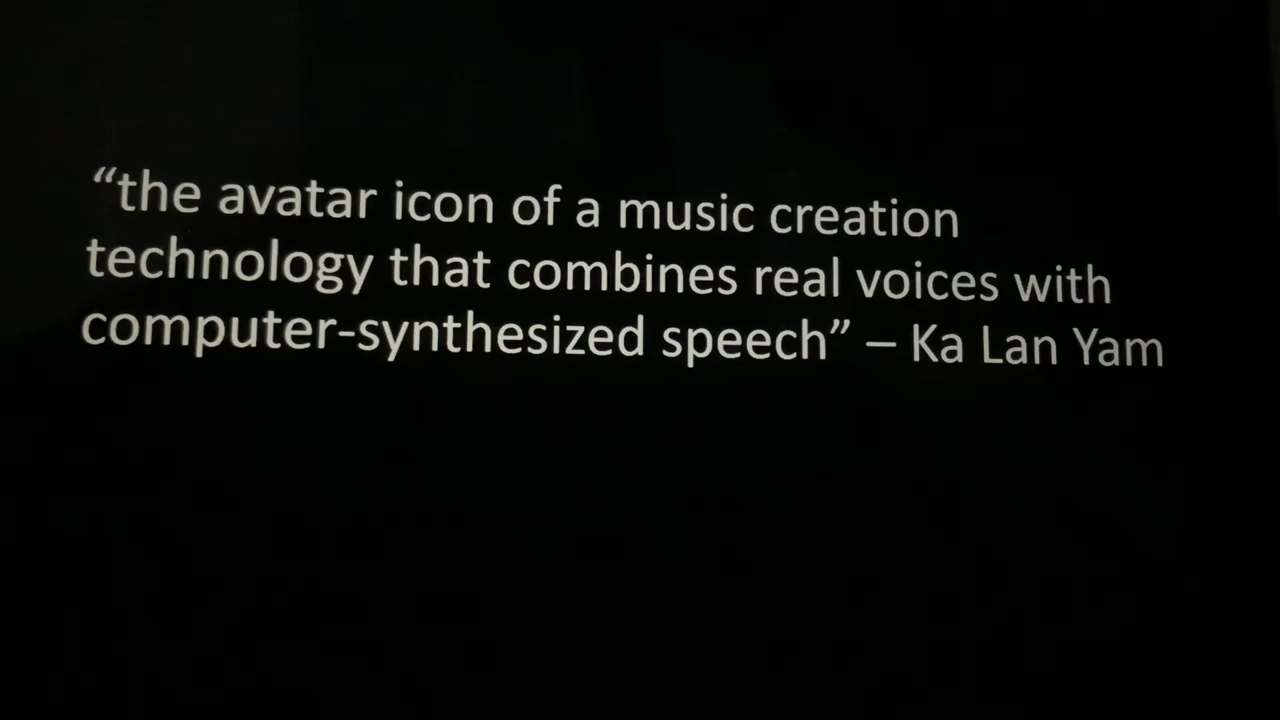 “the avatar icon of a music creation
technology that combines real voices with
computer-synthesized speech” – Ka Lan Yam